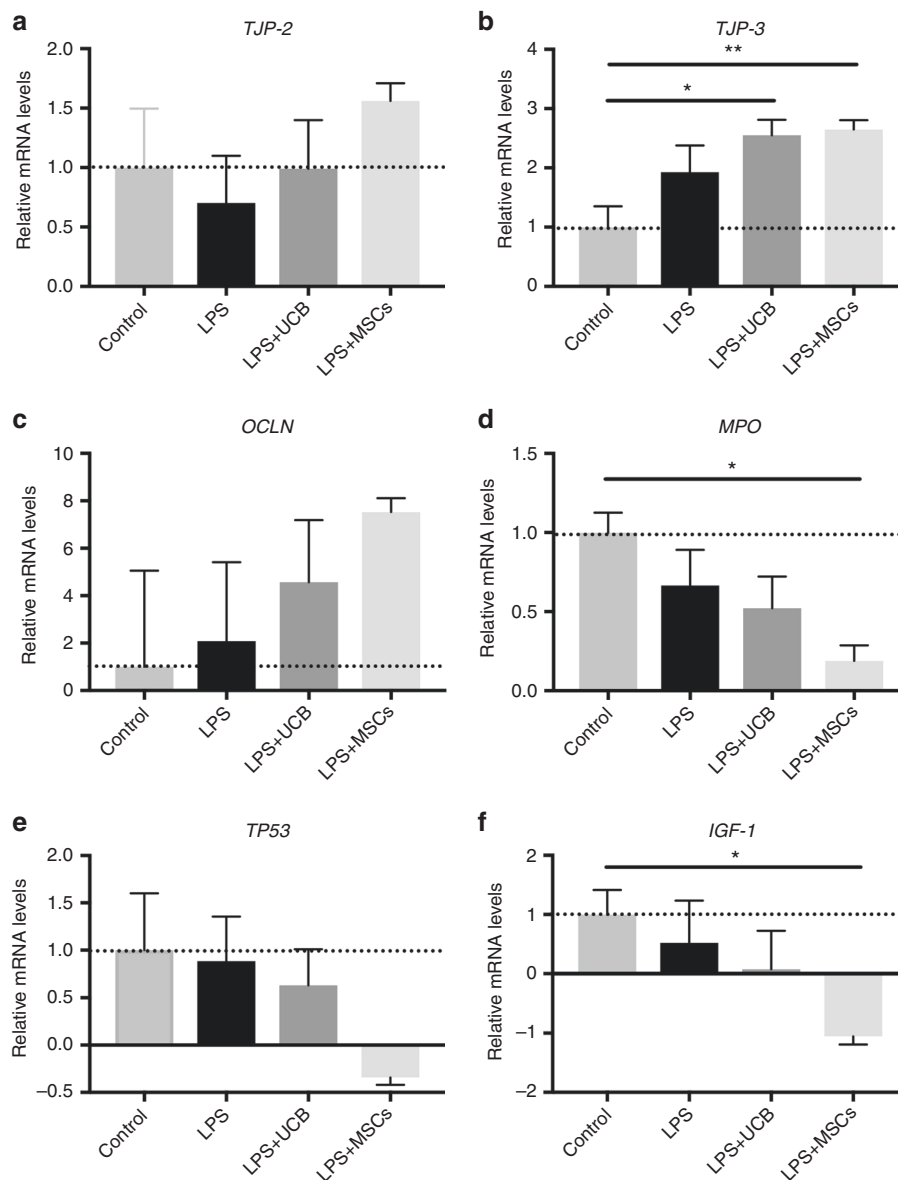 a
TJP-2
Relative mRNA levels
2.0
1.5
1.0
0.5
0.0
Control
LPS
LPS+UCB
LPS+MSCs
b
TJP-3
Relative mRNA levels
4
3
2
1
0
**
*
Control
LPS
LPS+UCB
LPS+MSCs
c
OCLN
Relative mRNA levels
10
8
6
4
2
0
Control
LPS
LPS+UCB
LPS+MSCs
d
MPO
Relative mRNA levels
1.5
1.0
0.5
0.0
*
Control
LPS
LPS+UCB
LPS+MSCs
e
TP53
Relative mRNA levels
2.0
1.5
1.0
0.5
0.0
−0.5
Control
LPS
LPS+UCB
LPS+MSCs
f
IGF-1
Relative mRNA levels
2
1
0
−1
−2
*
Control
LPS
LPS+UCB
LPS+MSCs